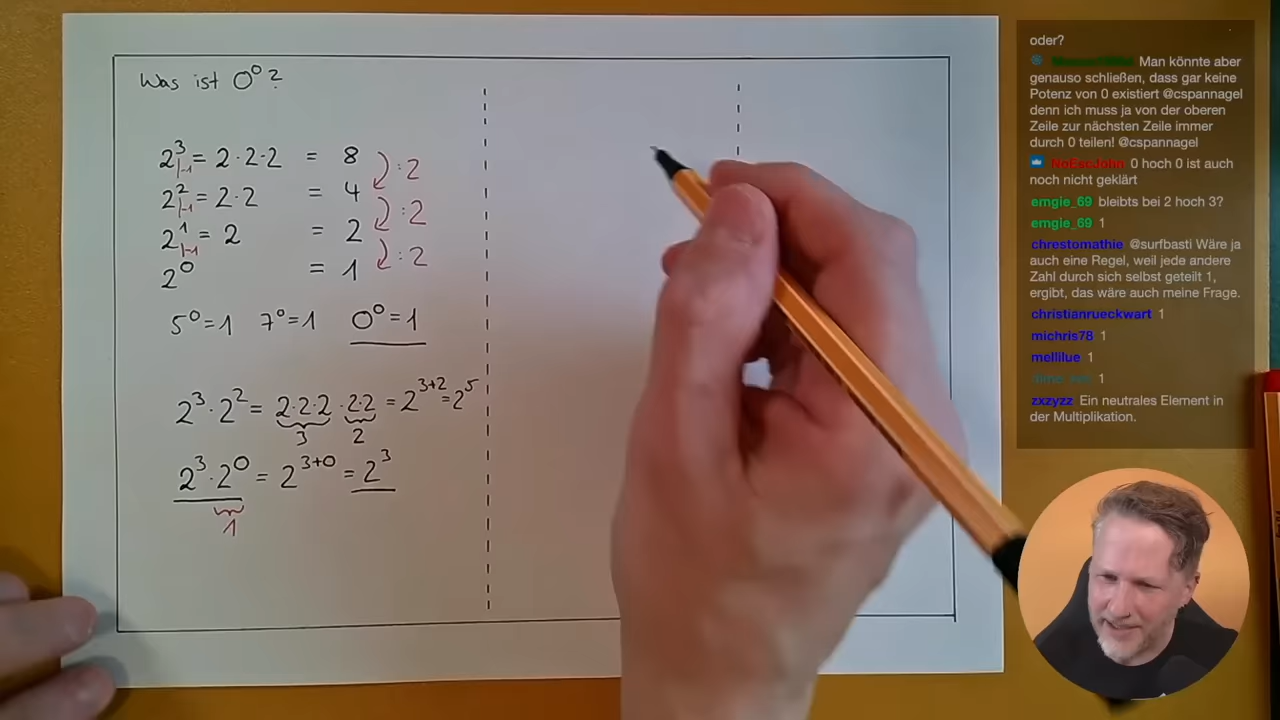 Was ist 0⁰?
2³ = 2·2·2 = 8
|-1
:2
2² = 2·2 = 4
|-1
:2
2¹ = 2 = 2
|-1
:2
2⁰ = 1
5⁰=1 7⁰=1 0⁰=1
2³·2² = 2·2·2·2·2 = 2³⁺² = 2⁵
3 2
2³·2⁰ = 2³⁺⁰ = 2³
1
oder?
Man könnte aber
genauso schließen, dass gar keine
Potenz von 0 existiert @cspannagel
denn ich muss ja von der oberen
Zeile zur nächsten Zeile immer
durch 0 teilen! @cspannagel
NoEscJohn 0 hoch 0 ist auch
noch nicht geklärt
emgie_69 bleibts bei 2 hoch 3?
emgie_69 1
chrestomathie @surfbasti Wäre ja
auch eine Regel, weil jede andere
Zahl durch sich selbst geteilt 1,
ergibt, das wäre auch meine Frage.
christianrueckwart 1
michris78 1
mellilue 1
1
zxzyzz Ein neutrales Element in
der Multiplikation.